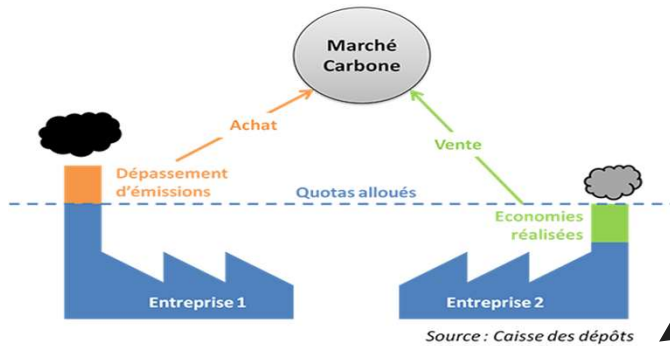 Marché
Carbone
Achat
Vente
Dépassement
d'émissions
Quotas alloués
Economies
réalisées
Entreprise 1
Entreprise 2
Source : Caisse des dépôts